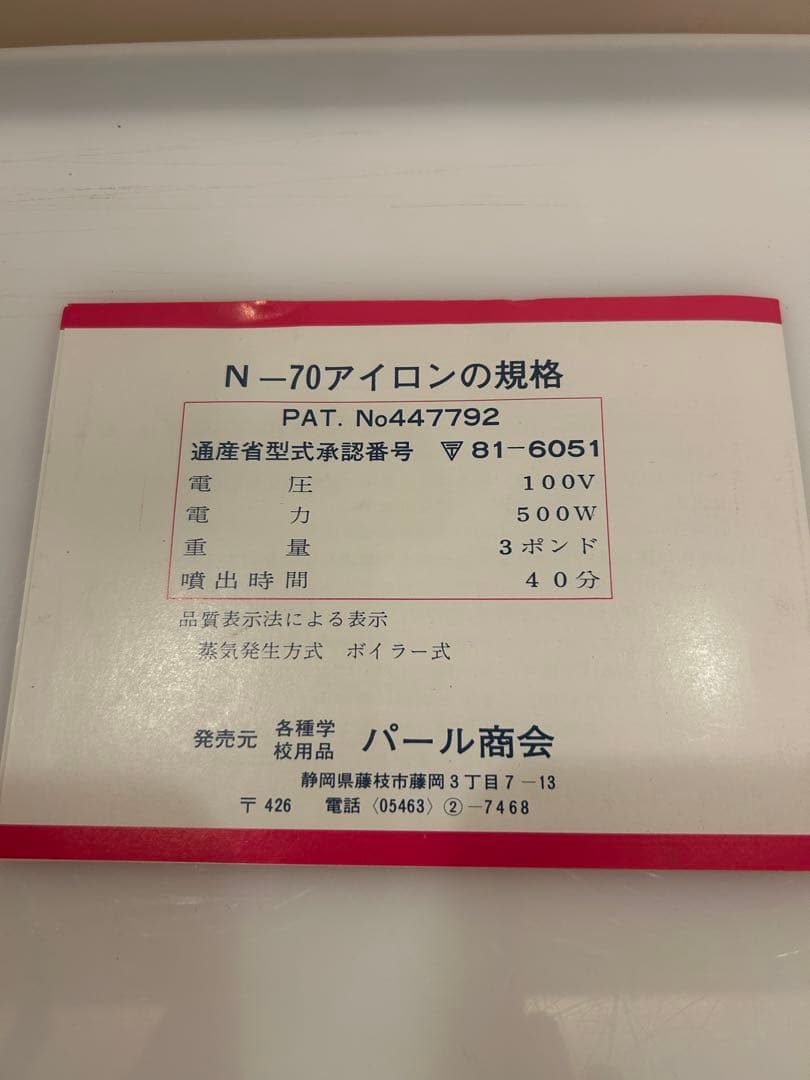 N－70アイロンの規格
PAT. No447792
通産省型式承認番号 81－6051
電圧 100V
電力 500W
重量 3ポンド
噴出時間 40分
品質表示法による表示
蒸気発生方式 ボイラー式
発売元 各種学校用品 パール商会
静岡県藤枝市藤岡3丁目7－13
〒426 電話〈05463〉②－7468